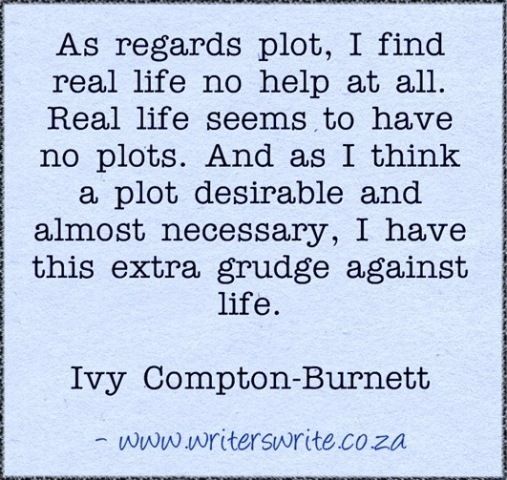 As regards plot, I find
real life no help at all.
Real life seems to have
no plots. And as I think
a plot desirable and
almost necessary, I have
this extra grudge against
life.
Ivy Compton-Burnett
- www.writerswrite.co.za